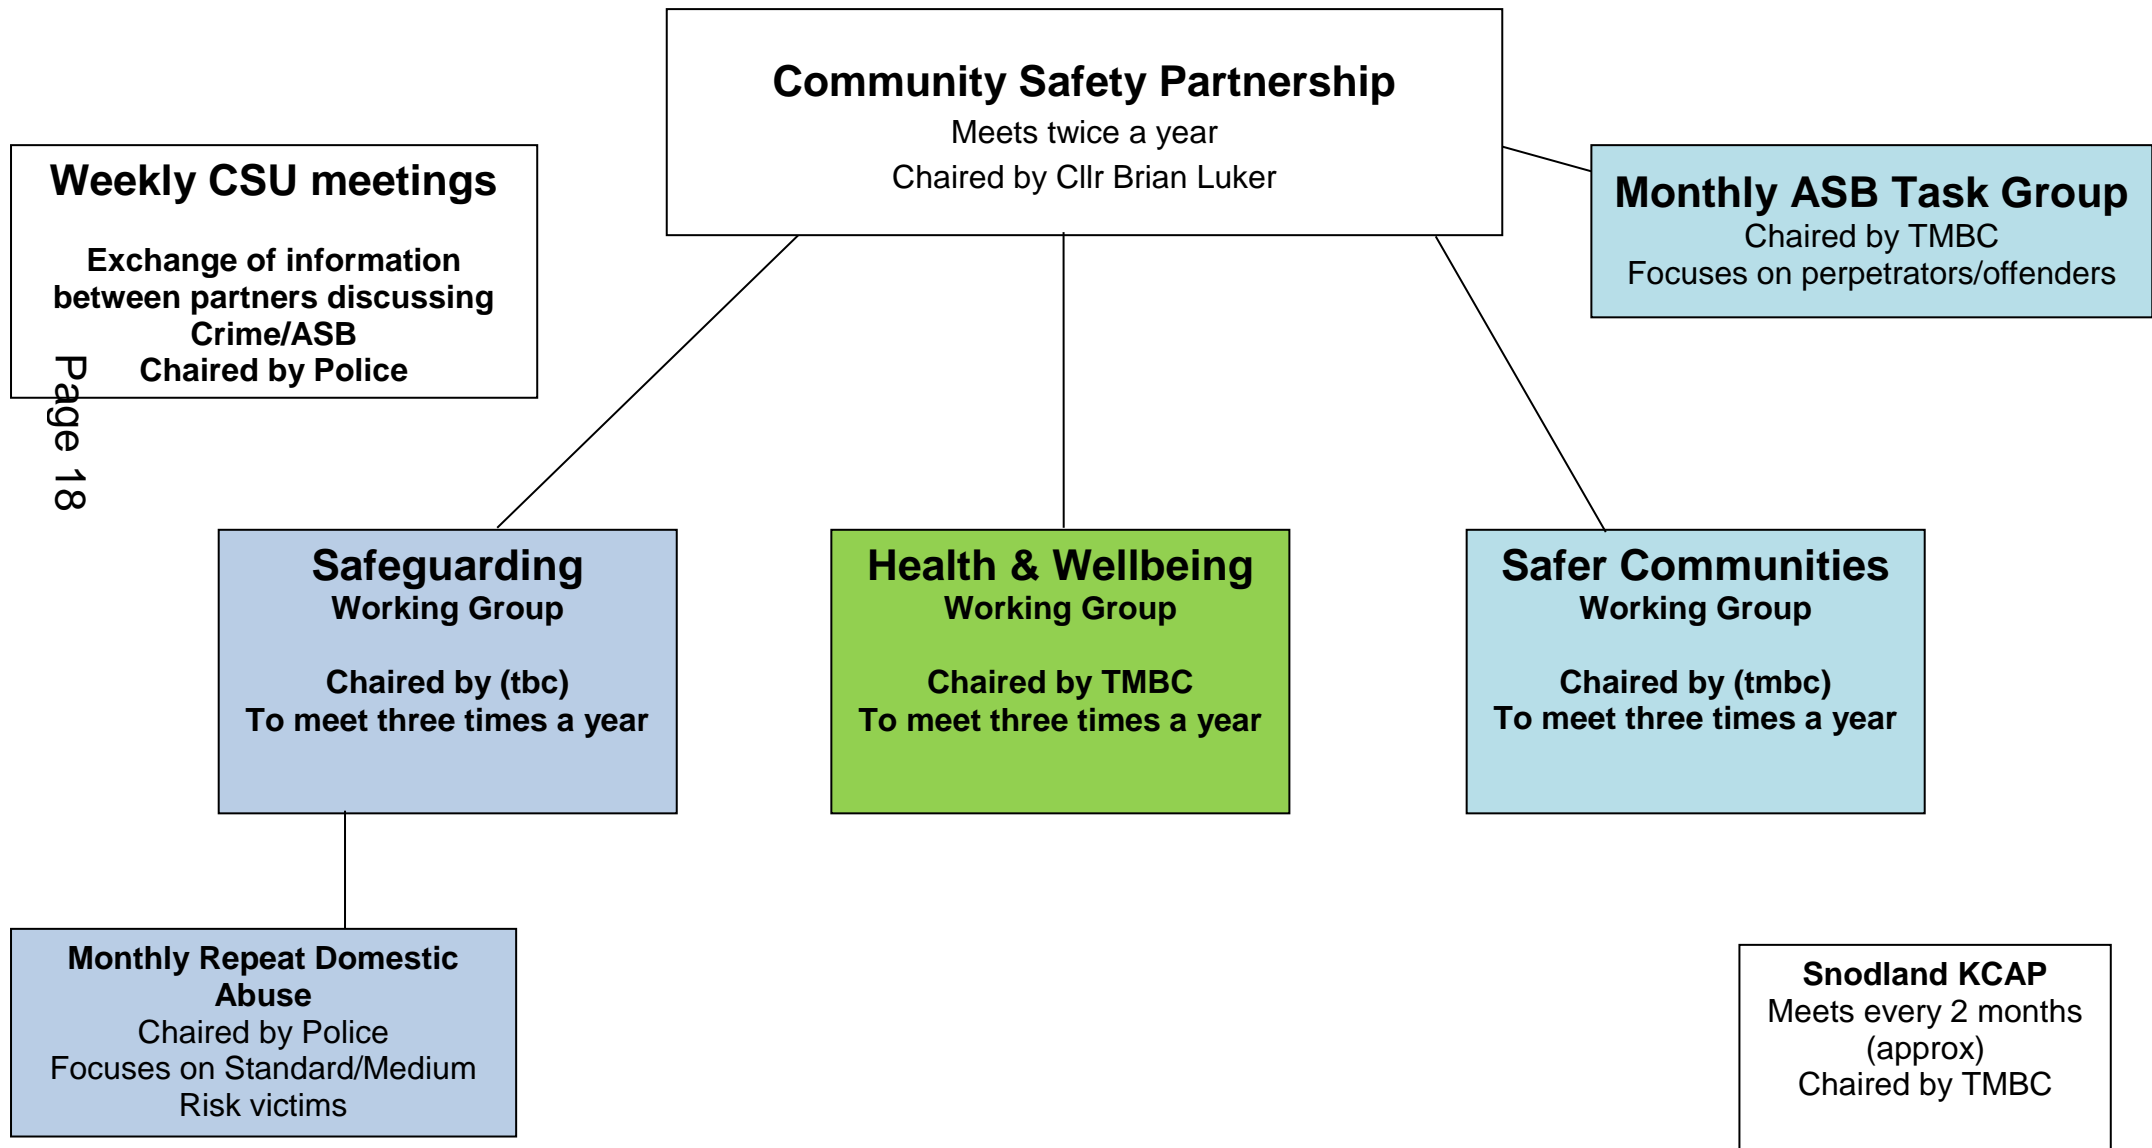 Community Safety Partnership
Meets twice a year
Chaired by Cllr Brian Luker
Weekly CSU meetings
Exchange of information
between partners discussing
Crime/ASB
Chaired by Police
Monthly ASB Task Group
Chaired by TMBC
Focuses on perpetrators/offenders
Page 18
Safeguarding
Working Group
Chaired by (tbc)
To meet three times a year
Health & Wellbeing
Working Group
Chaired by TMBC
To meet three times a year
Safer Communities
Working Group
Chaired by (tmbc)
To meet three times a year
Monthly Repeat Domestic
Abuse
Chaired by Police
Focuses on Standard/Medium
Risk victims
Snodland KCAP
Meets every 2 months
(approx)
Chaired by TMBC